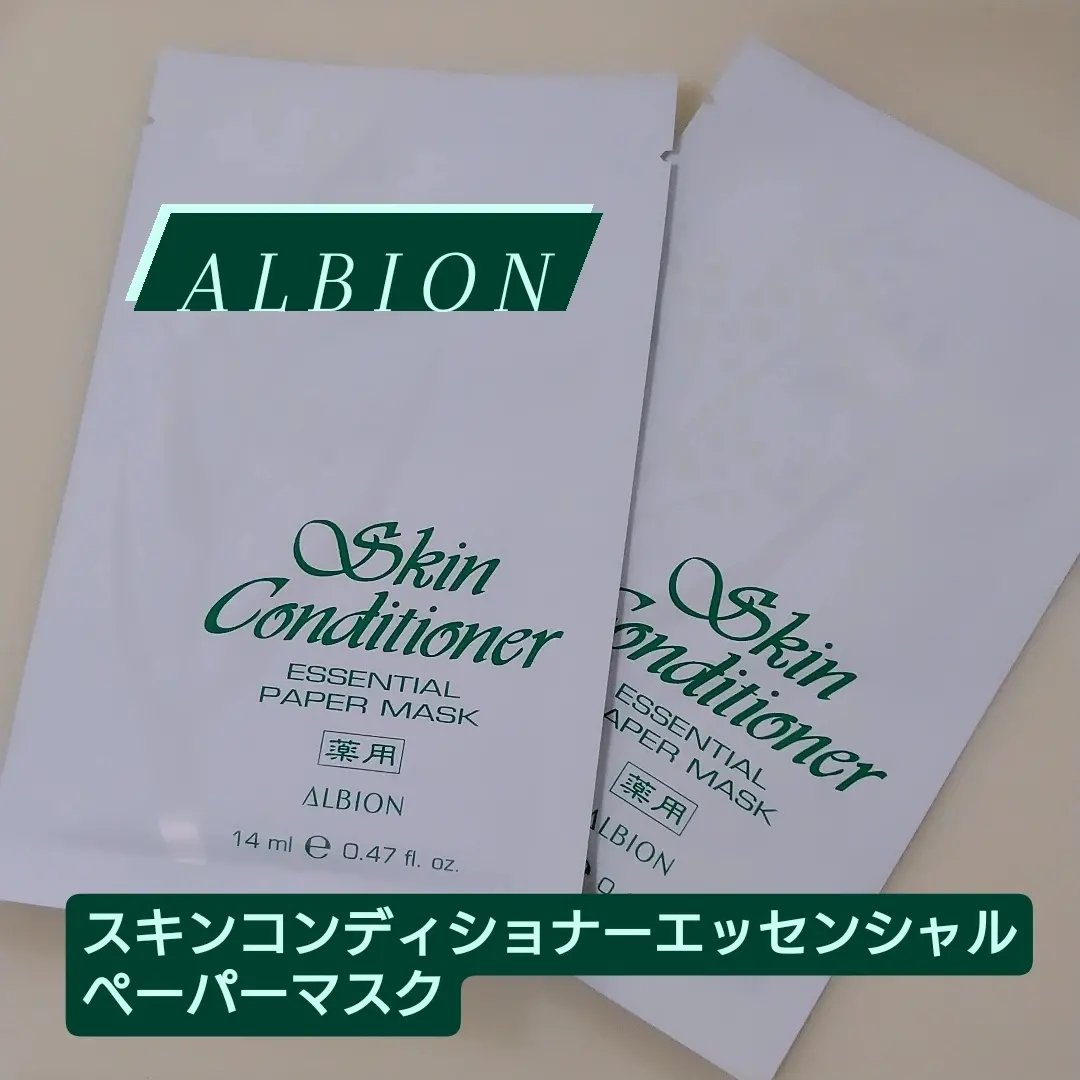 ALBION
Skin
Conditioner
ESSENTIAL
PAPER MASK
薬用
ALBION
14 ml e 0.47 fl. oz.
Skin
Conditioner
ESSENTIAL
PAPER MASK
薬用
ALBION
スキンコンディショナーエッセンシャル
ペーパーマスク